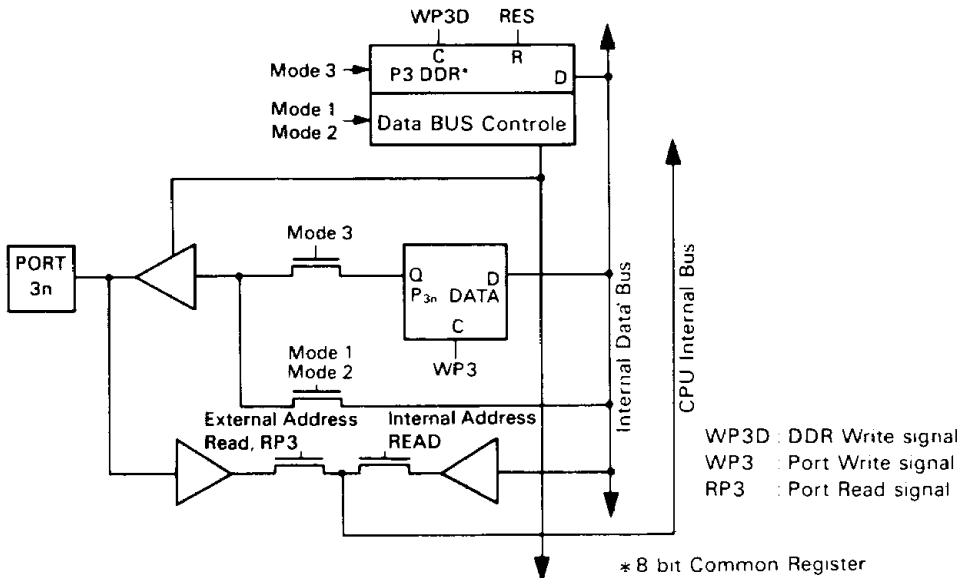 WP3D RES
C R
Mode 3
P3 DDR* D
Mode 1
Mode 2
Data BUS Controle
PORT
3n
Mode 3
Q D
P3n DATA
C
WP3
Mode 1
Mode 2
External Address
Read, RP3
Internal Address
READ
Internal Data Bus
CPU Internal Bus
WP3D : DDR Write signal
WP3 : Port Write signal
RP3 : Port Read signal
*8 bit Common Register